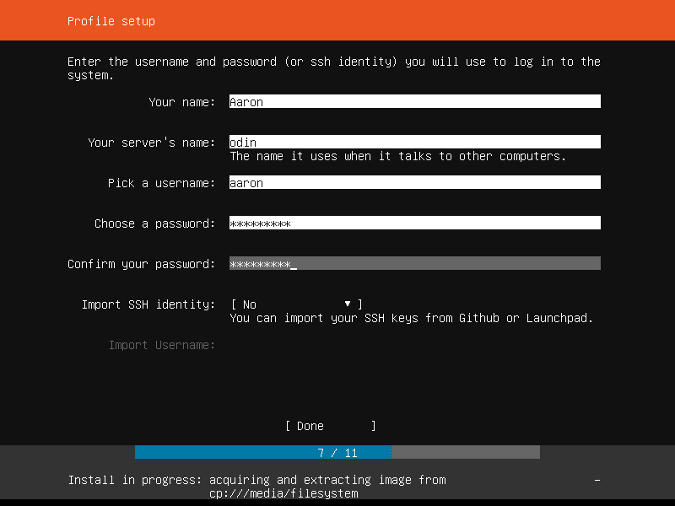 Profile setup
Enter the username and password (or ssh identity) you will use to log in to the
system.
Your name: Aaron
Your server's name: odin
The name it uses when it talks to other computers.
Pick a username: aaron
Choose a password: *********
Confirm your password: *********_
Import SSH identity: [ No ▼ ]
You can import your SSH keys from Github or Launchpad.
Import Username:
[ Done ]
7 / 11
Install in progress: acquiring and extracting image from -
cp:///media/filesystem